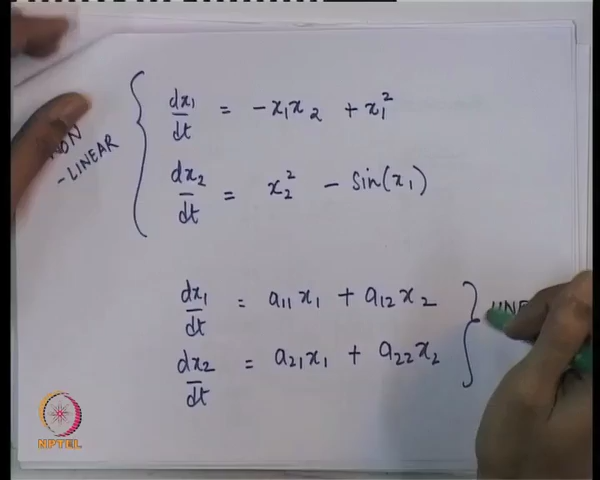 dx₁/dt = -x₁x₂ + x₁²
NON
-LINEAR
dx₂/dt = x₂² - sin(x₁)
dx₁/dt = a₁₁x₁ + a₁₂x₂
dx₂/dt = a₂₁x₁ + a₂₂x₂
NPTEL